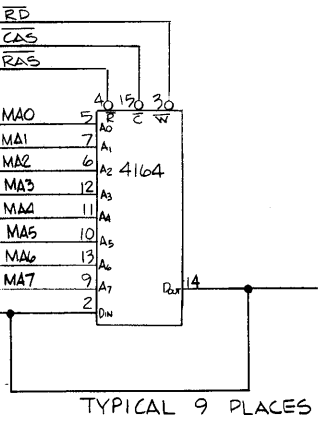 RD
CAS
RAS
4 15 3
R C W
MA0 5 A0
MA1 7 A1
MA2 6 A2 4164
MA3 12 A3
MA4 11 A4
MA5 10 A5
MA6 13 A6
MA7 9 A7 DOUT 14
2 DIN
TYPICAL 9 PLACES